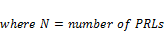 where N = number of PRLs